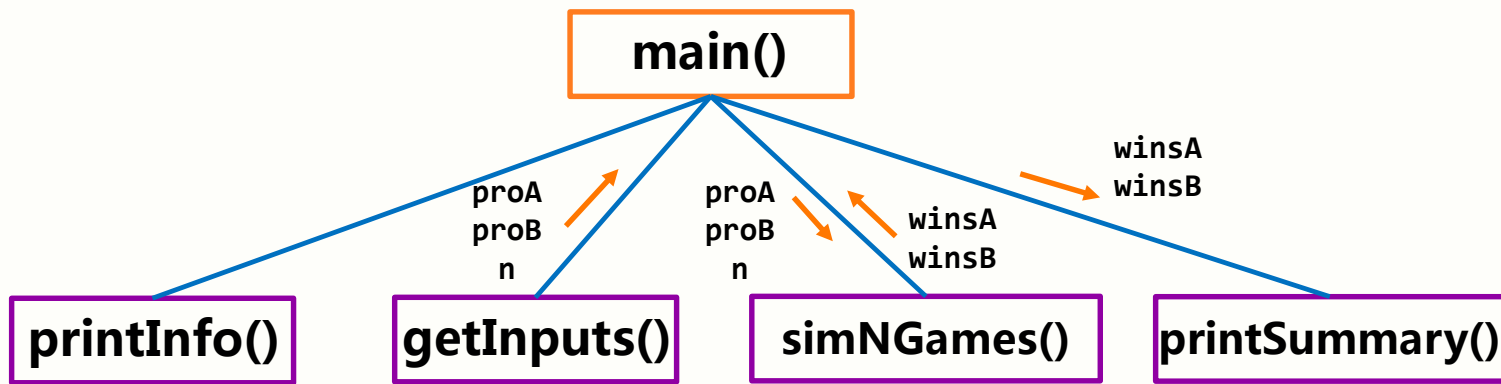 main()
proA
proB
n
proA
proB
n
winsA
winsB
winsA
winsB
printInfo()
getInputs()
simNGames()
printSummary()